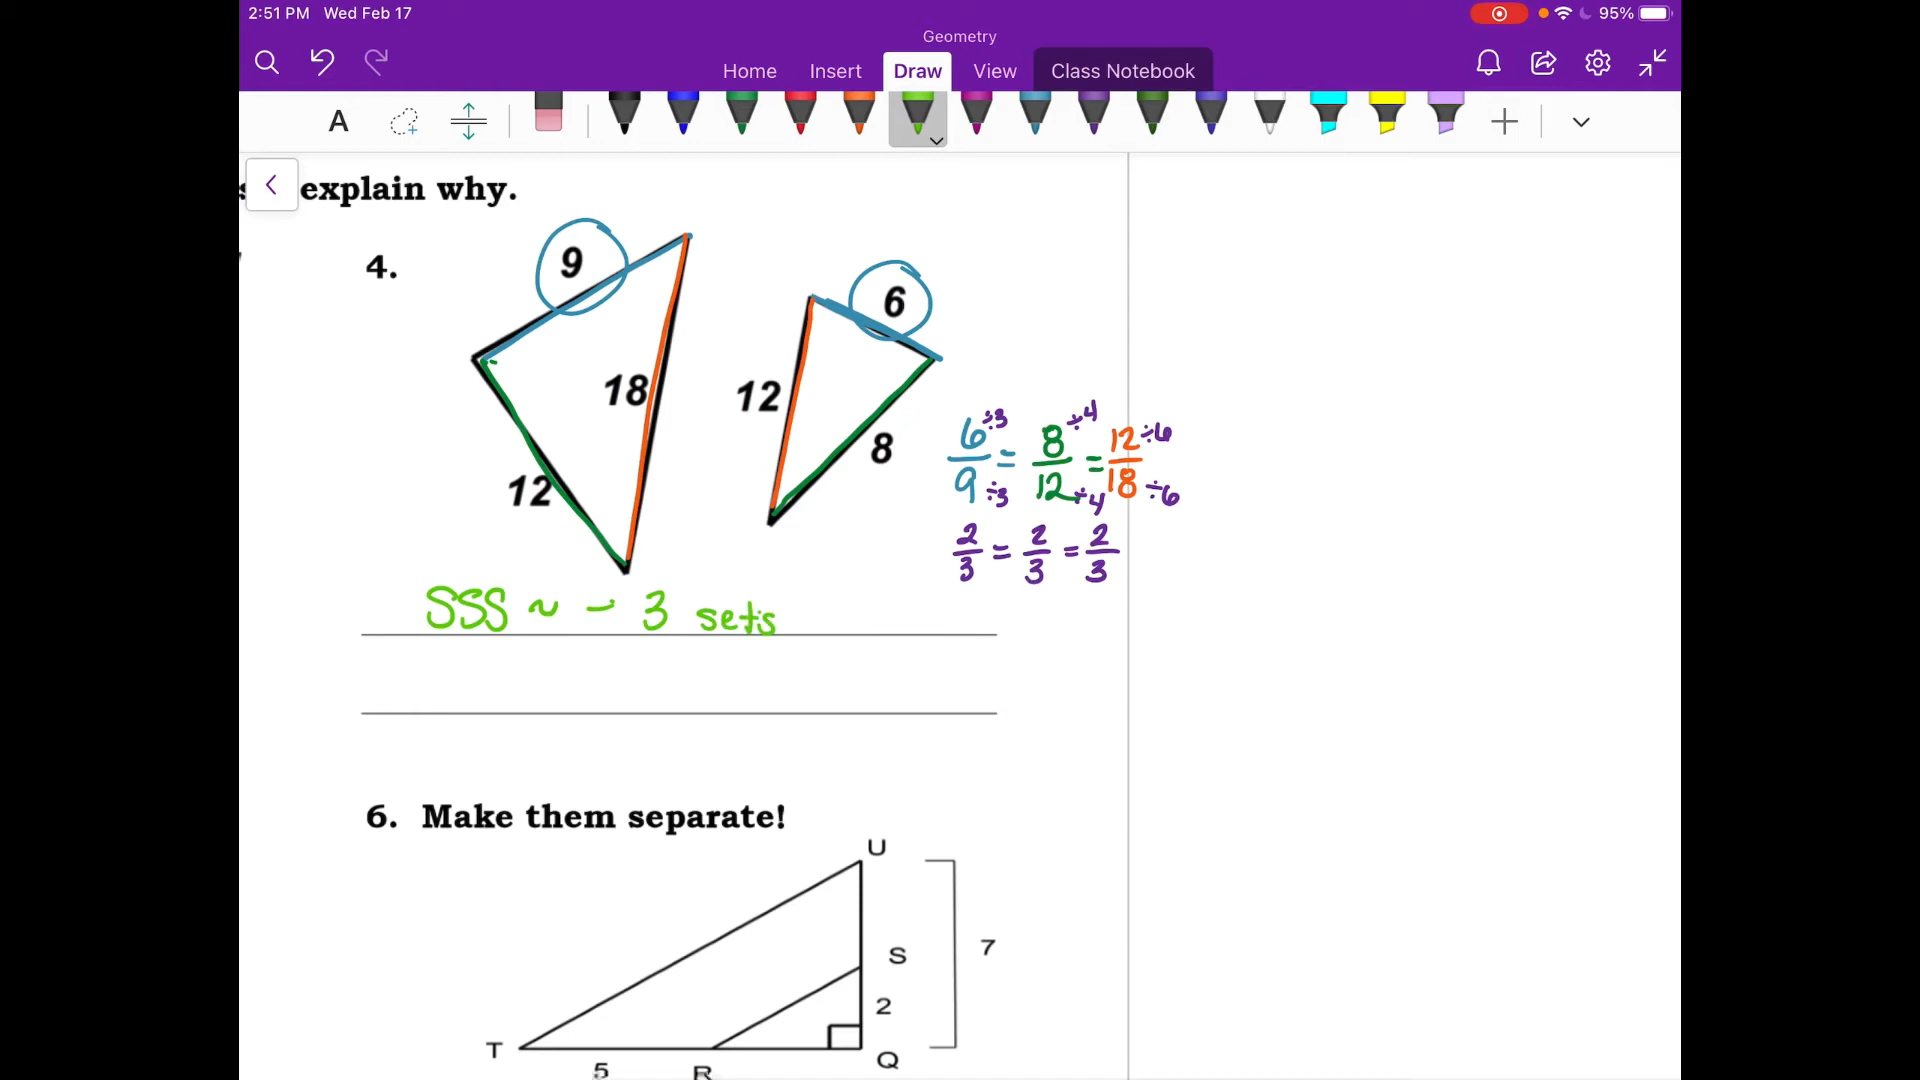 2:51 PM Wed Feb 17
95%
Geometry
Home Insert Draw View Class Notebook
A
explain why.
4.
9
18
12
6
12
8
6 ÷3 = 8 ÷4 = 12 ÷6
9 ÷3 12 ÷4 18 ÷6
2 = 2 = 2
3 3 3
SSS ~ - 3 sets
6. Make them separate!
U
S
7
2
T
Q
5 R